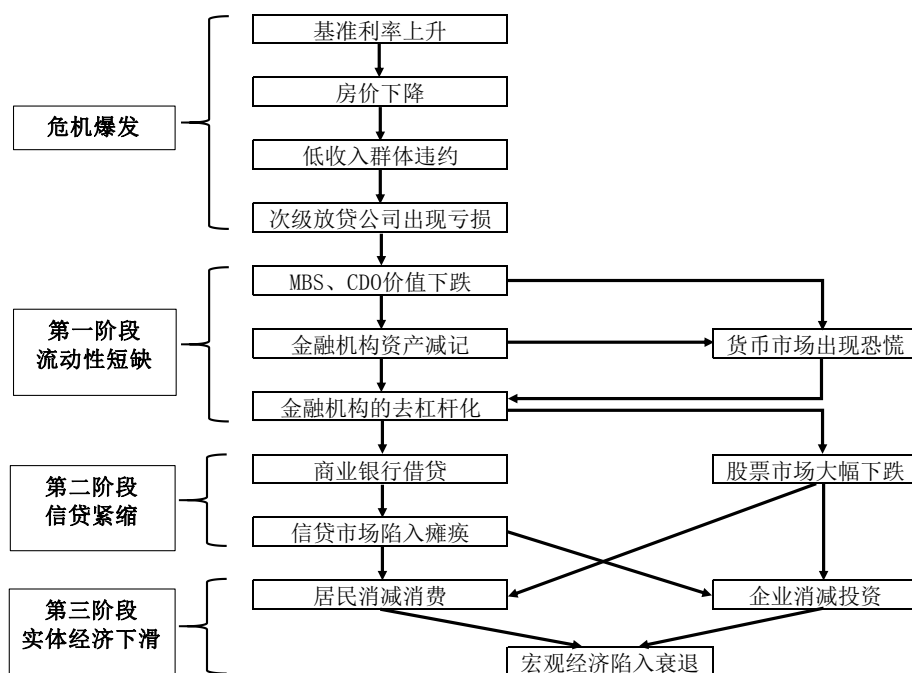 基准利率上升
房价下降
危机爆发
低收入群体违约
次级放贷公司出现亏损
MBS、CDO价值下跌
第一阶段
流动性短缺
金融机构资产减记
货币市场出现恐慌
金融机构的去杠杆化
第二阶段
信贷紧缩
商业银行借贷
股票市场大幅下跌
信贷市场陷入瘫痪
第三阶段
实体经济下滑
居民消减消费
企业消减投资
宏观经济陷入衰退